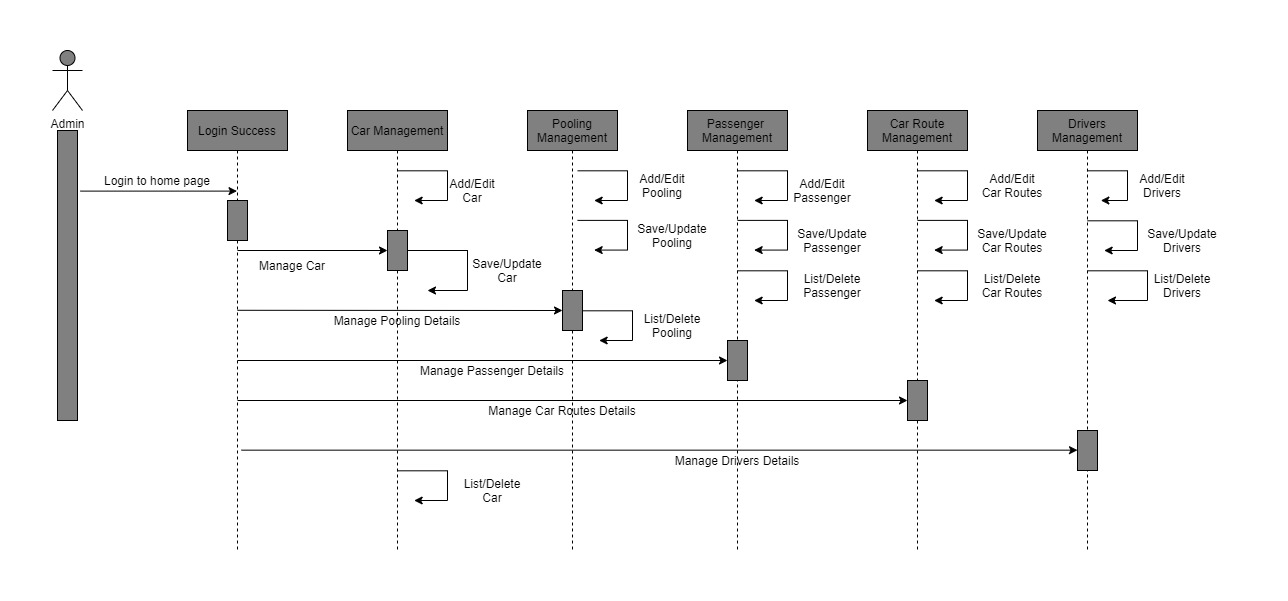 Admin
Login Success
Car Management
Pooling
Management
Passenger
Management
Car Route
Management
Drivers
Management
Login to home page
Add/Edit
Car
Add/Edit
Pooling
Add/Edit
Passenger
Add/Edit
Car Routes
Add/Edit
Drivers
Save/Update
Pooling
Save/Update
Passenger
Save/Update
Car Routes
Save/Update
Drivers
Manage Car
Save/Update
Car
List/Delete
Passenger
List/Delete
Car Routes
List/Delete
Drivers
Manage Pooling Details
List/Delete
Pooling
Manage Passenger Details
Manage Car Routes Details
Manage Drivers Details
List/Delete
Car